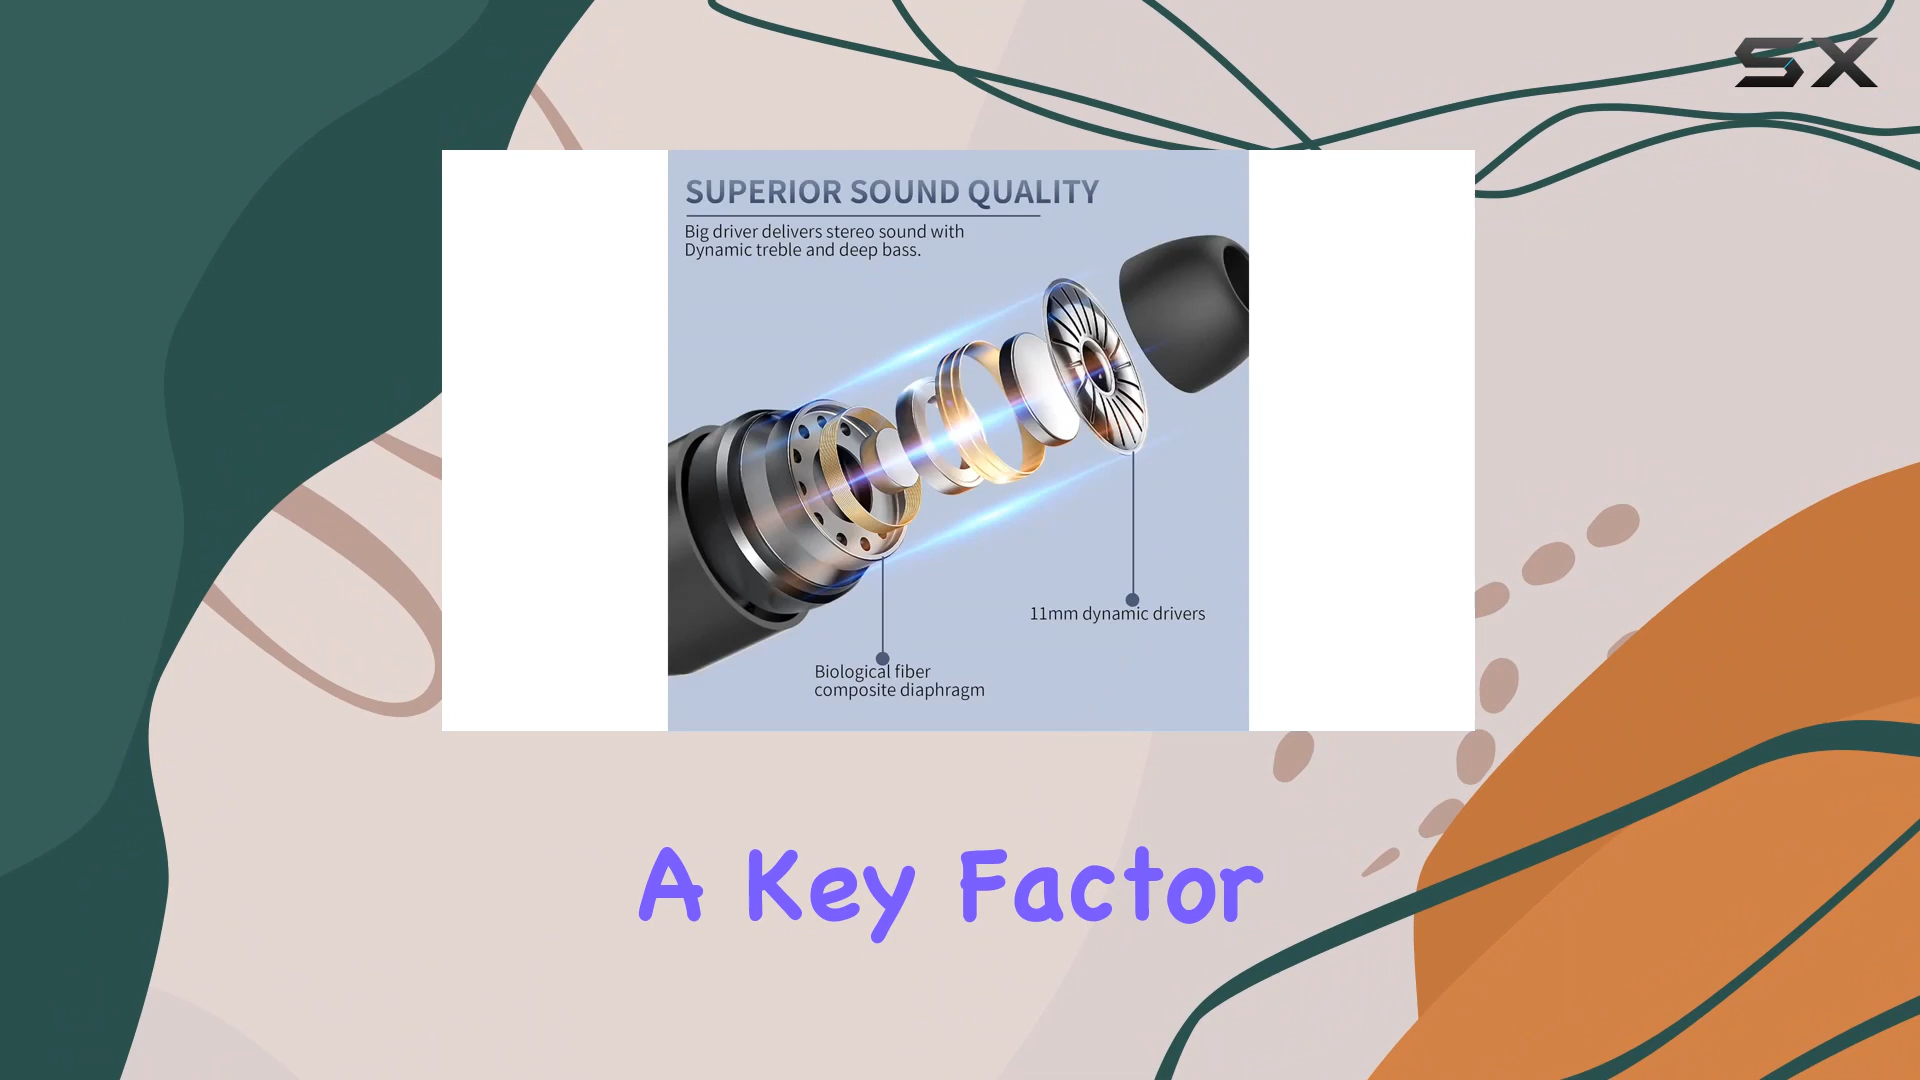 SX
SUPERIOR SOUND QUALITY
Big driver delivers stereo sound with
Dynamic treble and deep bass.
11mm dynamic drivers
Biological fiber
composite diaphragm
A Key Factor